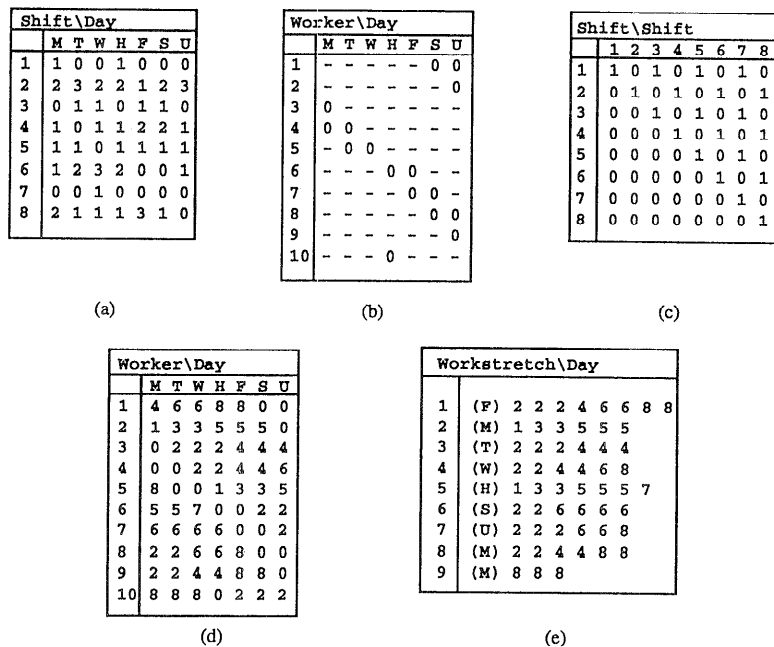 Shift\Day
M T W H F S U
1 1 0 0 1 0 0 0
2 2 3 2 2 1 2 3
3 0 1 1 0 1 1 0
4 1 0 1 1 2 2 1
5 1 1 0 1 1 1 1
6 1 2 3 2 0 0 1
7 0 0 1 0 0 0 0
8 2 1 1 1 3 1 0
(a)
Worker\Day
M T W H F S U
1 - - - - - 0 0
2 - - - - - - 0
3 0 - - - - - -
4 0 0 - - - - -
5 - 0 0 - - - -
6 - - - 0 0 - -
7 - - - - 0 0 -
8 - - - - - 0 0
9 - - - - - - 0
10 - - - 0 - - -
(b)
Shift\Shift
1 2 3 4 5 6 7 8
1 1 0 1 0 1 0 1 0
2 0 1 0 1 0 1 0 1
3 0 0 1 0 1 0 1 0
4 0 0 0 1 0 1 0 1
5 0 0 0 0 1 0 1 0
6 0 0 0 0 0 1 0 1
7 0 0 0 0 0 0 1 0
8 0 0 0 0 0 0 0 1
(c)
Worker\Day
M T W H F S U
1 4 6 6 8 8 0 0
2 1 3 3 5 5 5 0
3 0 2 2 2 4 4 4
4 0 0 2 2 4 4 6
5 8 0 0 1 3 3 5
6 5 5 7 0 0 2 2
7 6 6 6 6 0 0 2
8 2 2 6 6 8 0 0
9 2 2 4 4 8 8 0
10 8 8 8 0 2 2 2
(d)
Workstretch\Day
1 (F) 2 2 2 4 6 6 8 8
2 (M) 1 3 3 5 5 5
3 (T) 2 2 2 4 4 4
4 (W) 2 2 4 4 6 8
5 (H) 1 3 3 5 5 5 7
6 (S) 2 2 6 6 6 6
7 (U) 2 2 2 6 6 8
8 (M) 2 2 4 4 8 8
9 (M) 8 8 8
(e)